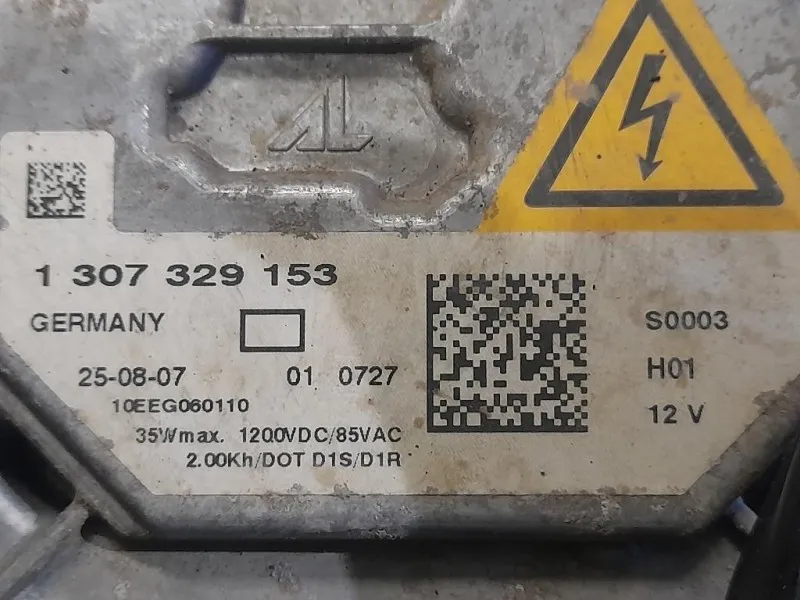 AL
1 307 329 153
GERMANY
S0003
25-08-07 01 0727
H01
10EEG060110
12 V
35Wmax. 1200VDC/85VAC
2.00Kh/DOT D1S/D1R